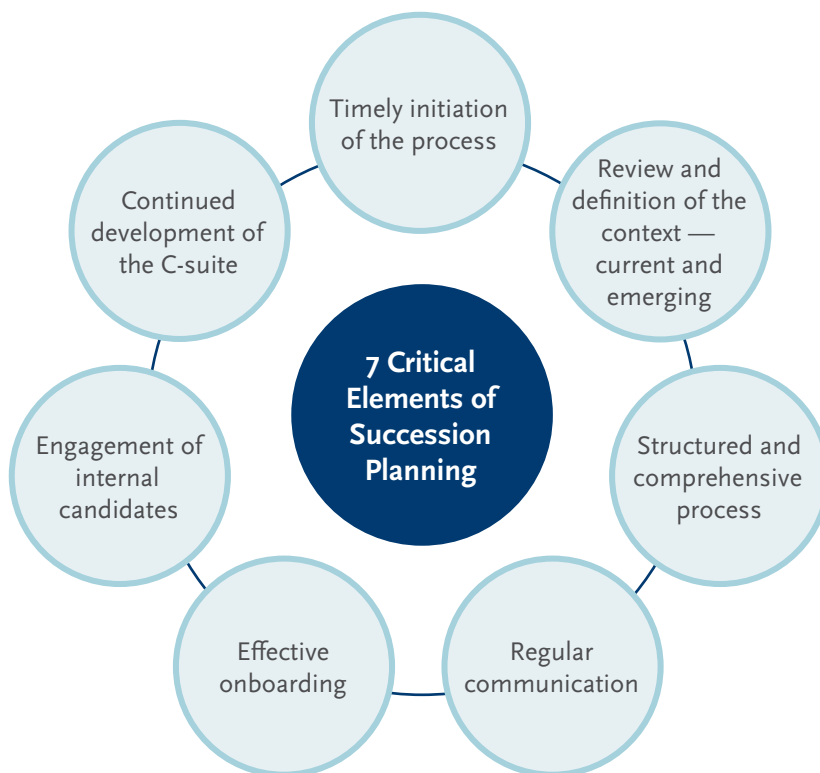 Timely initiation
of the process
Review and
definition of the
context —
current and
emerging
Structured and
comprehensive
process
Regular
communication
Effective
onboarding
Engagement of
internal
candidates
Continued
development of
the C-suite
7 Critical
Elements of
Succession
Planning